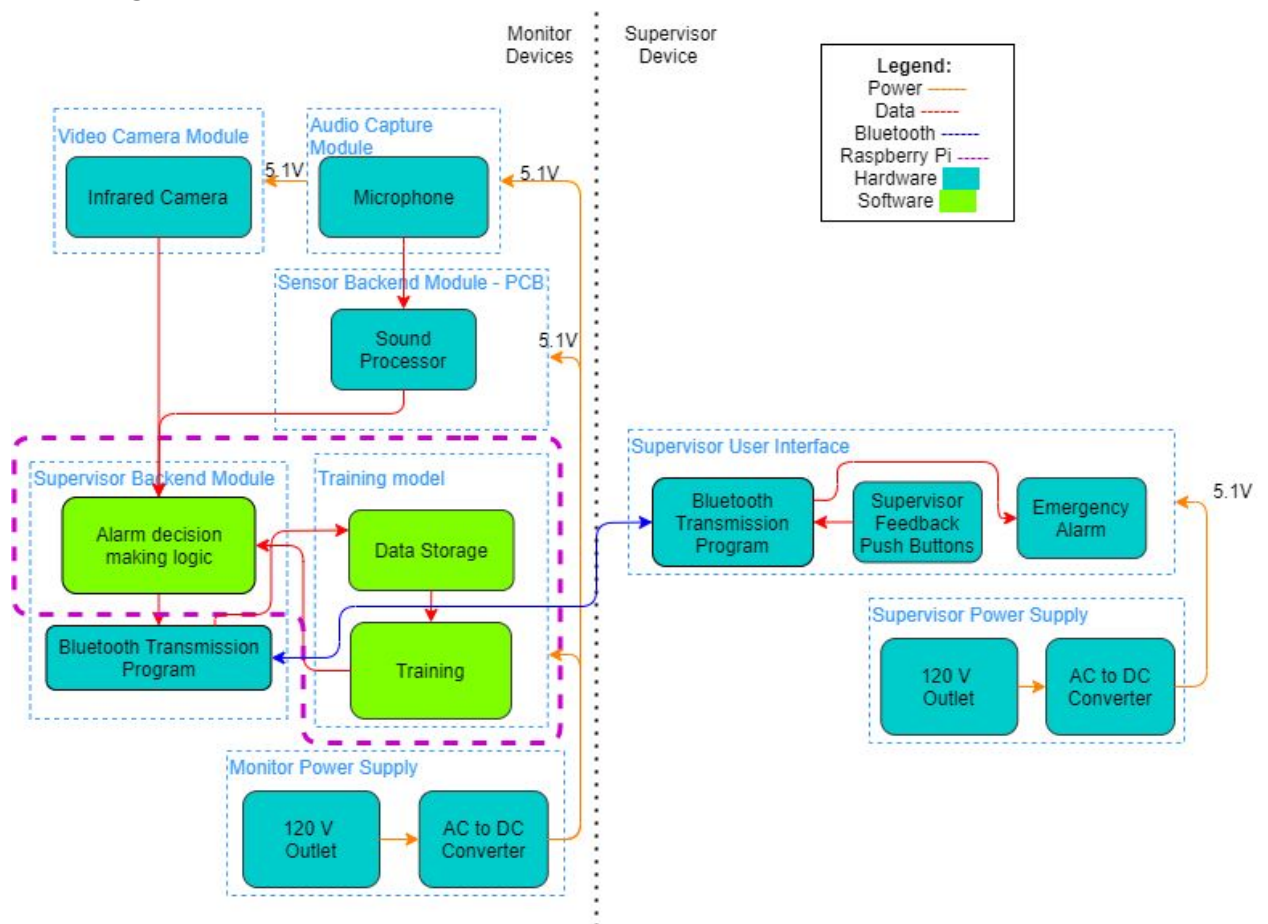 Monitor
Devices
Supervisor
Device
Legend:
Power
Data
Bluetooth
Raspberry Pi
Hardware
Software
Video Camera Module
Infrared Camera
5.1V
Audio Capture
Module
Microphone
5.1V
Sensor Backend Module - PCB
Sound
Processor
5.1V
Supervisor Backend Module
Alarm decision
making logic
Bluetooth Transmission
Program
Training model
Data Storage
Training
Monitor Power Supply
120 V
Outlet
AC to DC
Converter
Supervisor User Interface
Bluetooth
Transmission
Program
Supervisor
Feedback
Push Buttons
Emergency
Alarm
5.1V
Supervisor Power Supply
120 V
Outlet
AC to DC
Converter